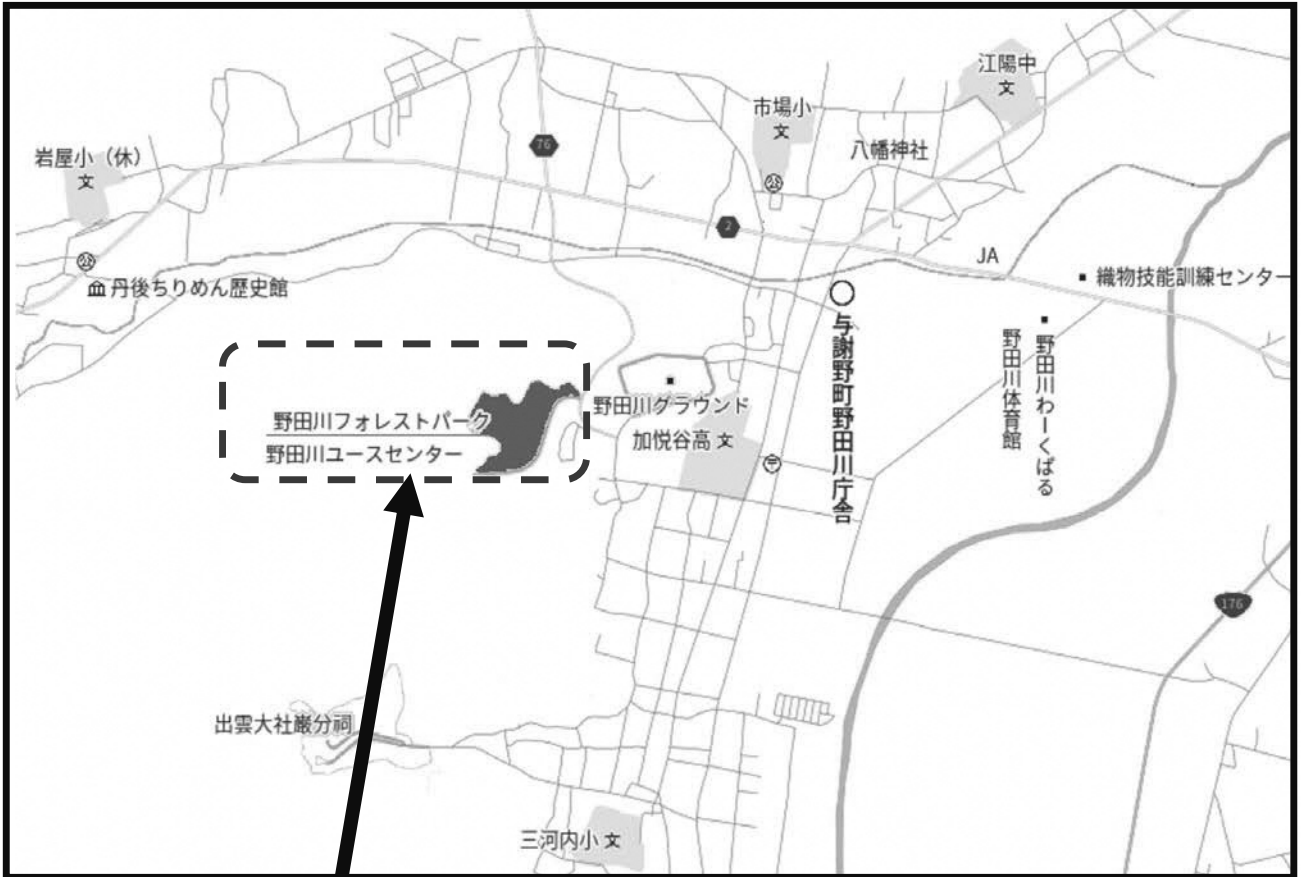 江陽中
文
市場小
文
76
八幡神社
岩屋小（休）
文
公
2
JA
公
丹後ちりめん歴史館
織物技能訓練センター
与謝野町野田川庁舎
野田川わーくぱる
野田川体育館
野田川フォレストパーク
野田川ユースセンター
野田川グラウンド
加悦谷高 文
〒
176
出雲大社巌分祠
三河内小 文